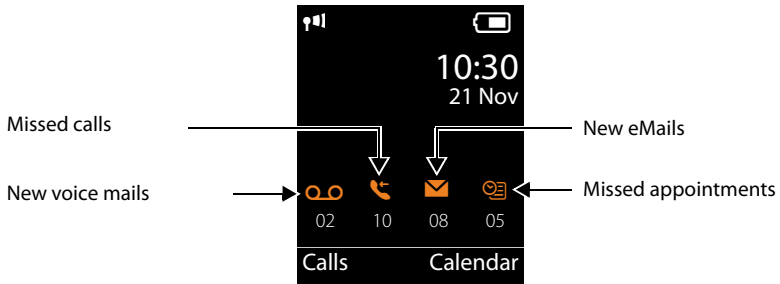 10:30
21 Nov
Missed calls
New eMails
New voice mails
Missed appointments
02 10 08 05
Calls Calendar